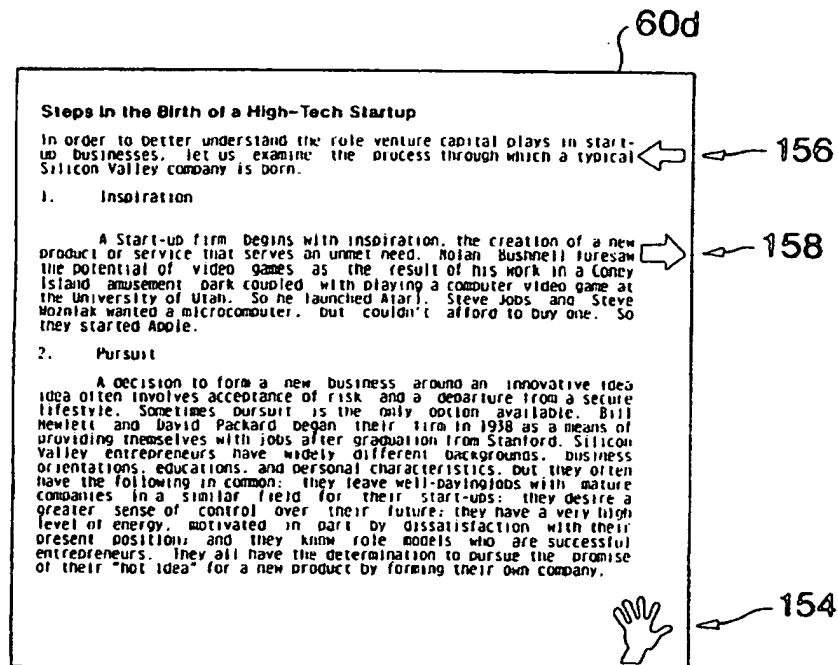 60d
Steps in the Birth of a High-Tech Startup
In order to better understand the role venture capital plays in start-
up businesses, let us examine the process through which a typical
Silicon Valley company is born.
156
1. Inspiration
A Start-up firm begins with inspiration, the creation of a new
product or service that serves an unmet need. Nolan Bushnell foresaw
158
the potential of video games as the result of his work in a Coney
Island amusement park coupled with playing a computer video game at
the University of Utah. So he launched Atari. Steve Jobs and Steve
Wozniak wanted a microcomputer, but couldn't afford to buy one. So
they started Apple.
2. Pursuit
A decision to form a new business around an innovative idea
idea often involves acceptance of risk and a departure from a secure
lifestyle. Sometimes pursuit is the only option available. Bill
Hewlett and David Packard began their firm in 1938 as a means of
providing themselves with jobs after graduation from Stanford. Silicon
Valley entrepreneurs have widely different backgrounds, business
orientations, educations, and personal characteristics, but they often
have the following in common: they leave well-payingjobs with mature
companies in a similar field for their start-ups; they desire a
greater sense of control over their future; they have a very high
level of energy, motivated in part by dissatisfaction with their
present position; and they know role models who are successful
entrepreneurs. They all have the determination to pursue the promise
of their "hot idea" for a new product by forming their own company.
154